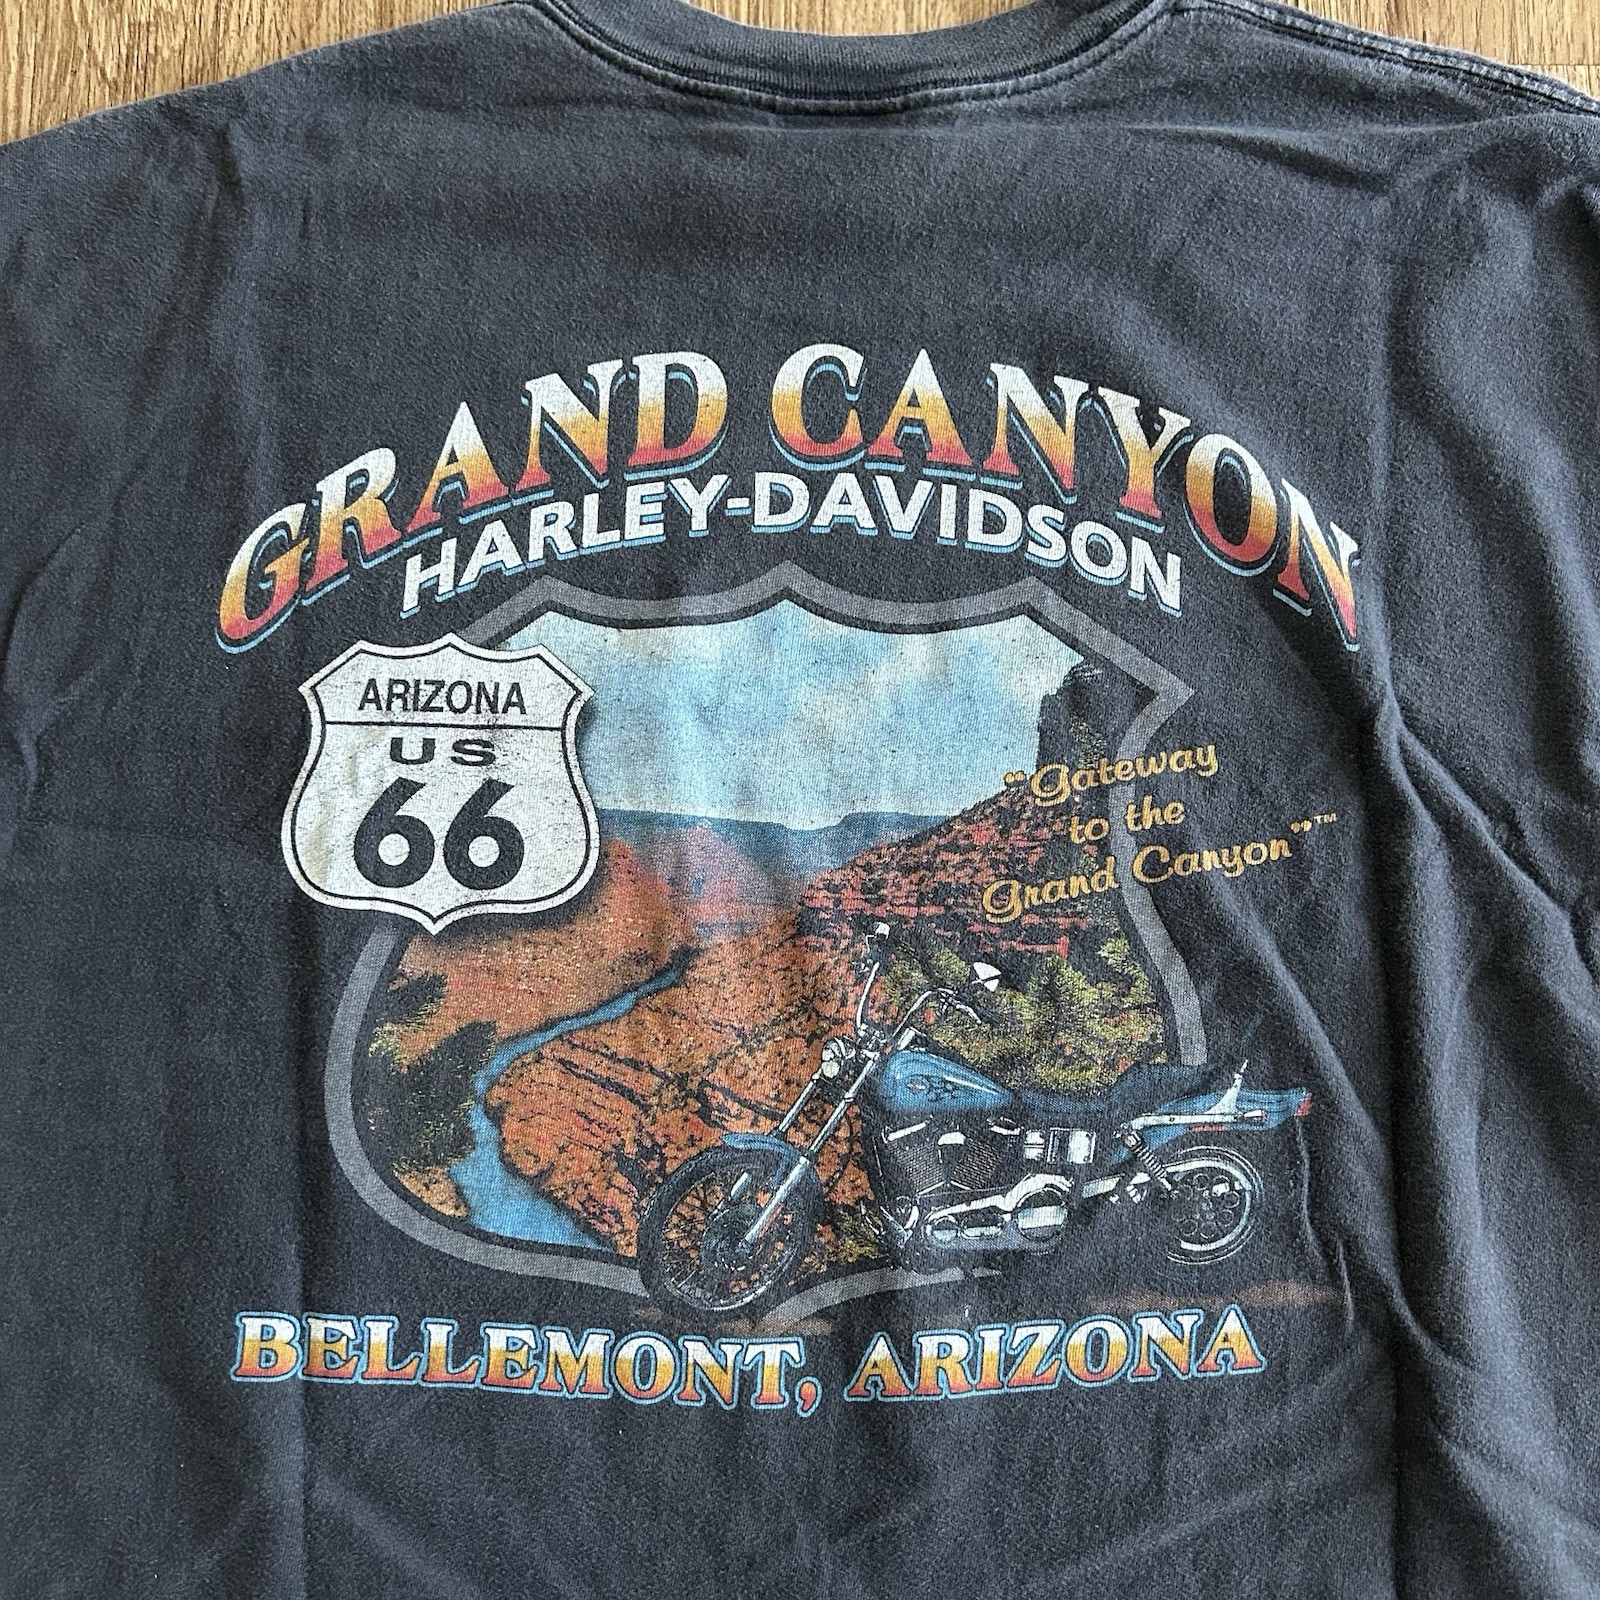 GRAND CANYON
HARLEY-DAVIDSON
ARIZONA
US
66
"Gateway
to the
Grand Canyon"™
BELLEMONT, ARIZONA